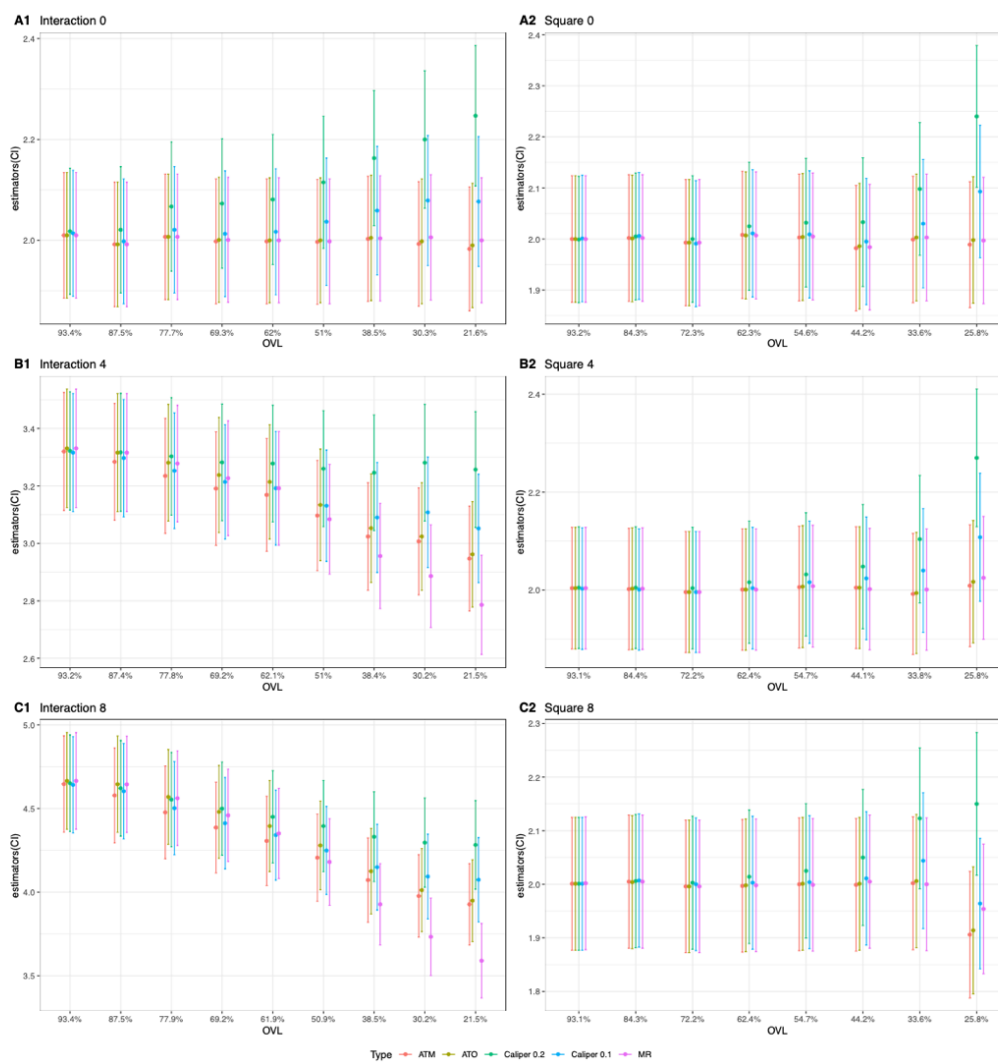 A1 Interaction 0
2.4
2.2
2.0
estimators(CI)
93.4% 87.5% 77.7% 69.3% 62% 51% 38.5% 30.3% 21.6%
OVL
A2 Square 0
2.4
2.3
2.2
2.1
2.0
1.9
estimators(CI)
93.2% 84.3% 72.3% 62.3% 54.6% 44.2% 33.6% 25.8%
OVL
B1 Interaction 4
3.4
3.2
3.0
2.8
2.6
estimators(CI)
93.2% 87.4% 77.8% 69.2% 62.1% 51% 38.4% 30.2% 21.5%
OVL
B2 Square 4
2.4
2.2
2.0
estimators(CI)
93.1% 84.4% 72.2% 62.4% 54.7% 44.1% 33.8% 25.8%
OVL
C1 Interaction 8
5.0
4.5
4.0
3.5
estimators(CI)
93.4% 87.5% 77.9% 69.2% 61.9% 50.9% 38.5% 30.2% 21.5%
OVL
C2 Square 8
2.3
2.2
2.1
2.0
1.9
1.8
estimators(CI)
93.1% 84.3% 72.2% 62.4% 54.7% 44.2% 33.6% 25.8%
OVL
Type ATM ATO Caliper 0.2 Caliper 0.1 MR